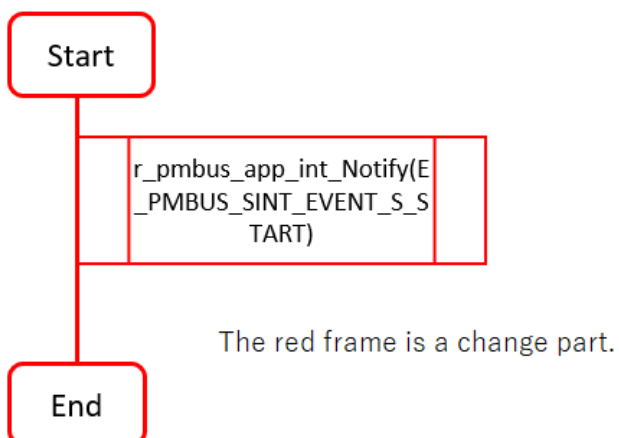 Start
r_pmbus_app_int_Notify(E
_PMBUS_SINT_EVENT_S_S
TART)
The red frame is a change part.
End